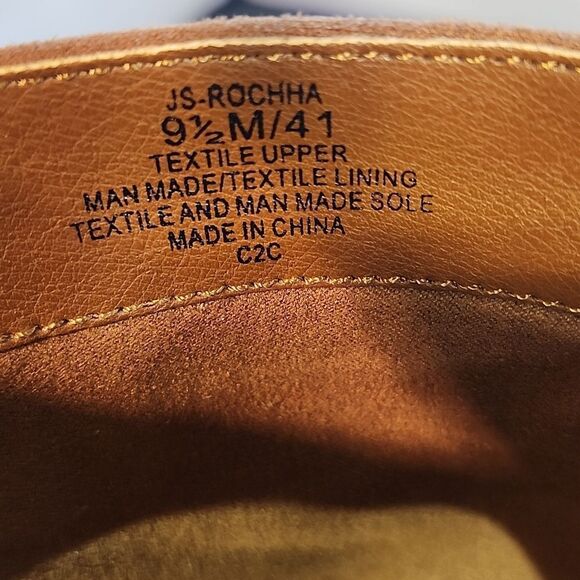 JS-ROCHHA
9½M/41
TEXTILE UPPER
MAN MADE/TEXTILE LINING
TEXTILE AND MAN MADE SOLE
MADE IN CHINA
C2C